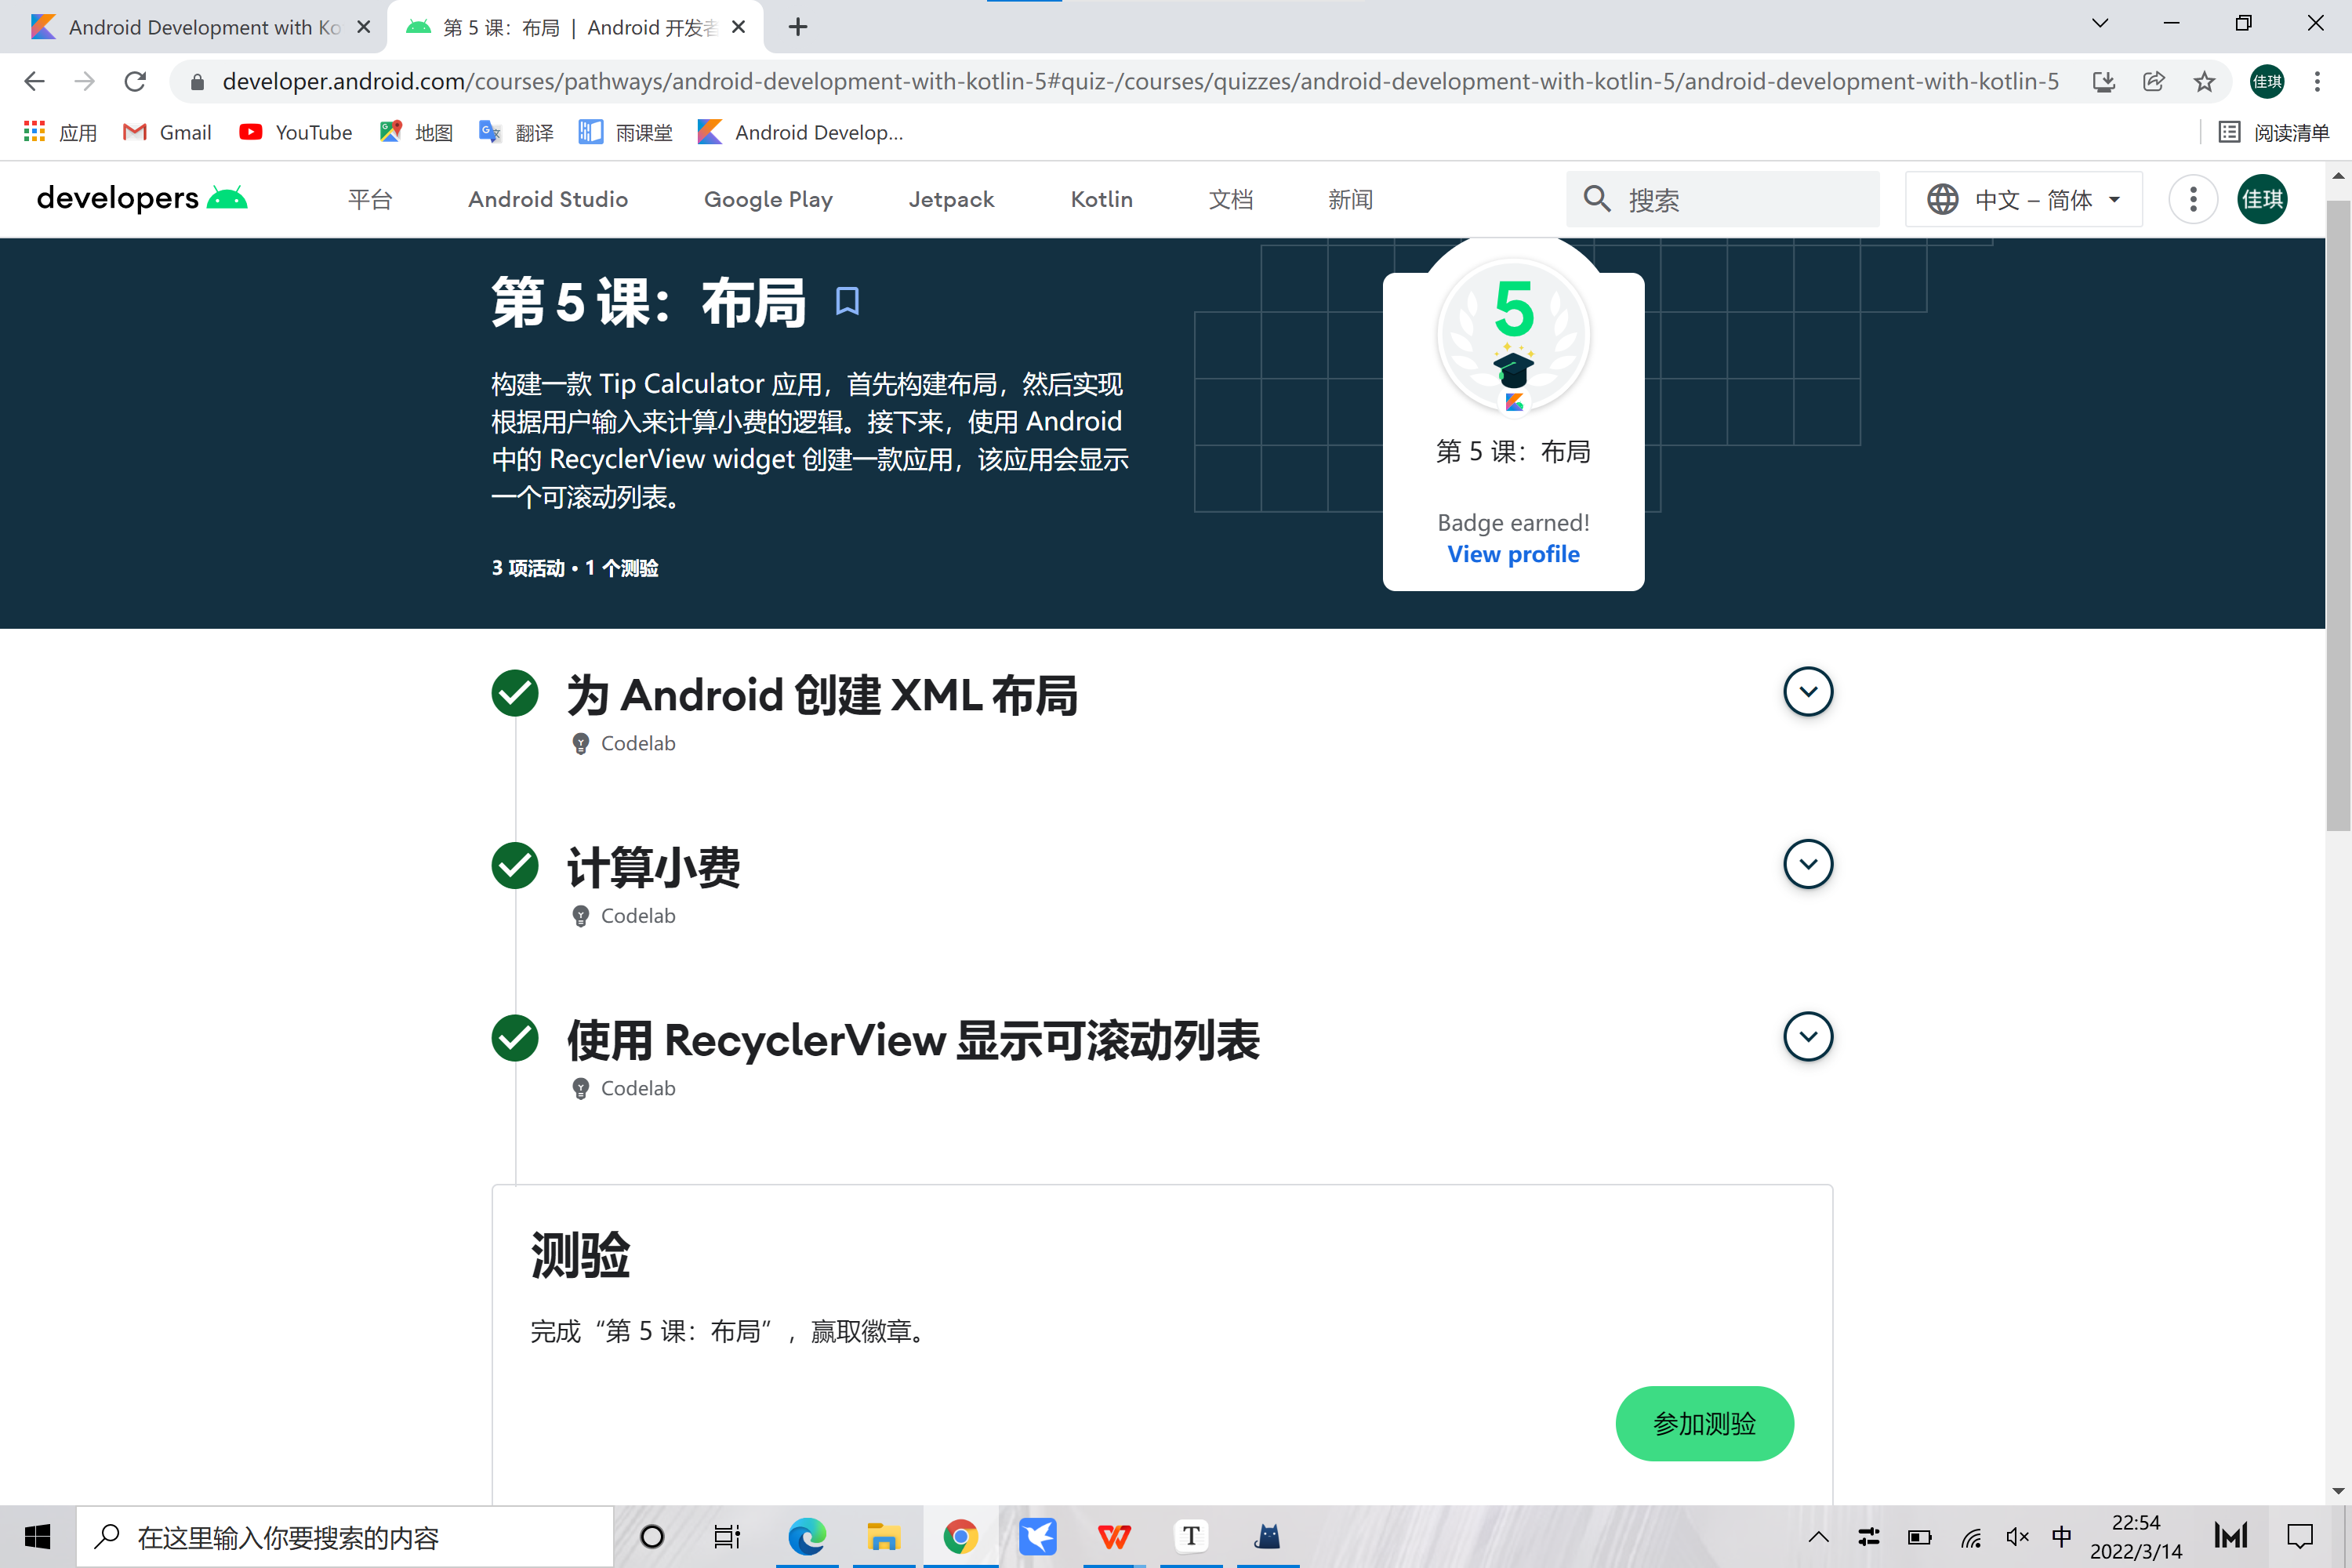 Android Development with Ko
第 5 课：布局 | Android 开发者
developer.android.com/courses/pathways/android-development-with-kotlin-5#quiz-/courses/quizzes/android-development-with-kotlin-5/android-development-with-kotlin-5
佳琪
应用
Gmail
YouTube
地图
翻译
雨课堂
Android Develop...
阅读清单
developers
平台
Android Studio
Google Play
Jetpack
Kotlin
文档
新闻
搜索
中文 – 简体
佳琪
第 5 课：布局
构建一款 Tip Calculator 应用，首先构建布局，然后实现
根据用户输入来计算小费的逻辑。接下来，使用 Android
中的 RecyclerView widget 创建一款应用，该应用会显示
一个可滚动列表。
3 项活动 • 1 个测验
5
第 5 课：布局
Badge earned!
View profile
为 Android 创建 XML 布局
Codelab
计算小费
Codelab
使用 RecyclerView 显示可滚动列表
Codelab
测验
完成“第 5 课：布局”，赢取徽章。
参加测验
在这里输入你要搜索的内容
T
中
22:54
2022/3/14